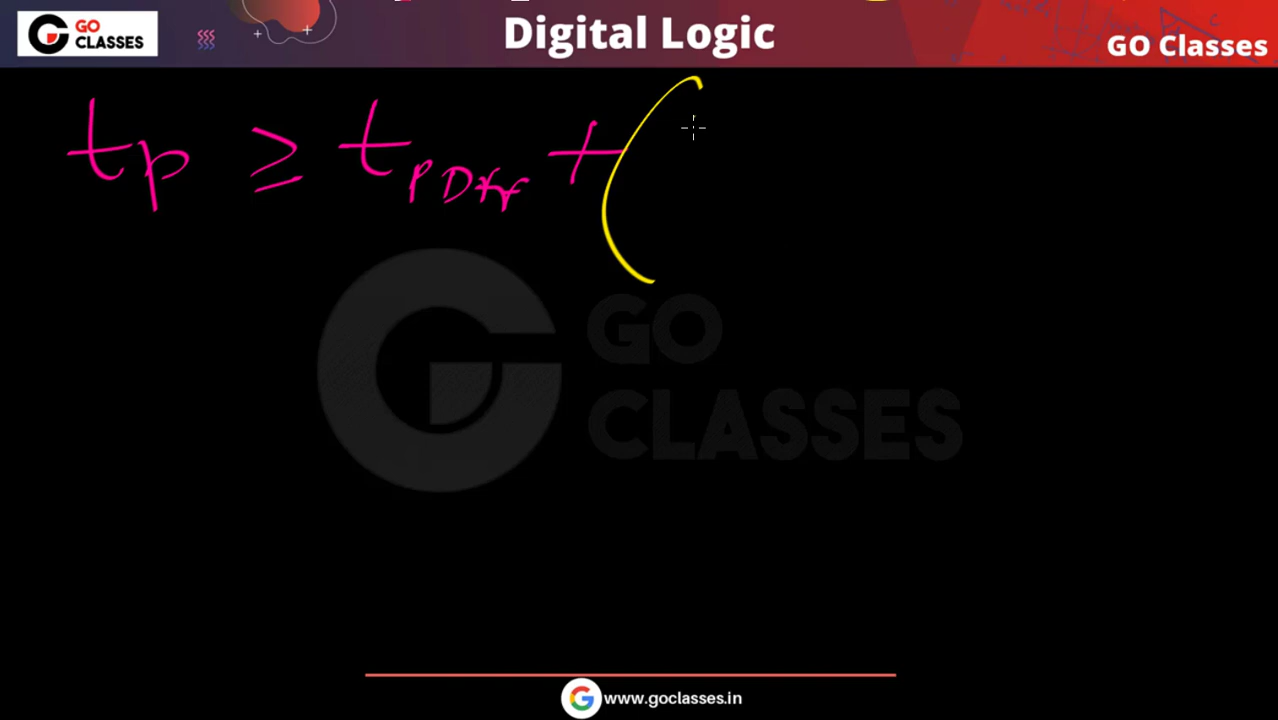 GO CLASSES
Digital Logic
GO Classes
tp ≥ tpDff + (
GO CLASSES
www.goclasses.in